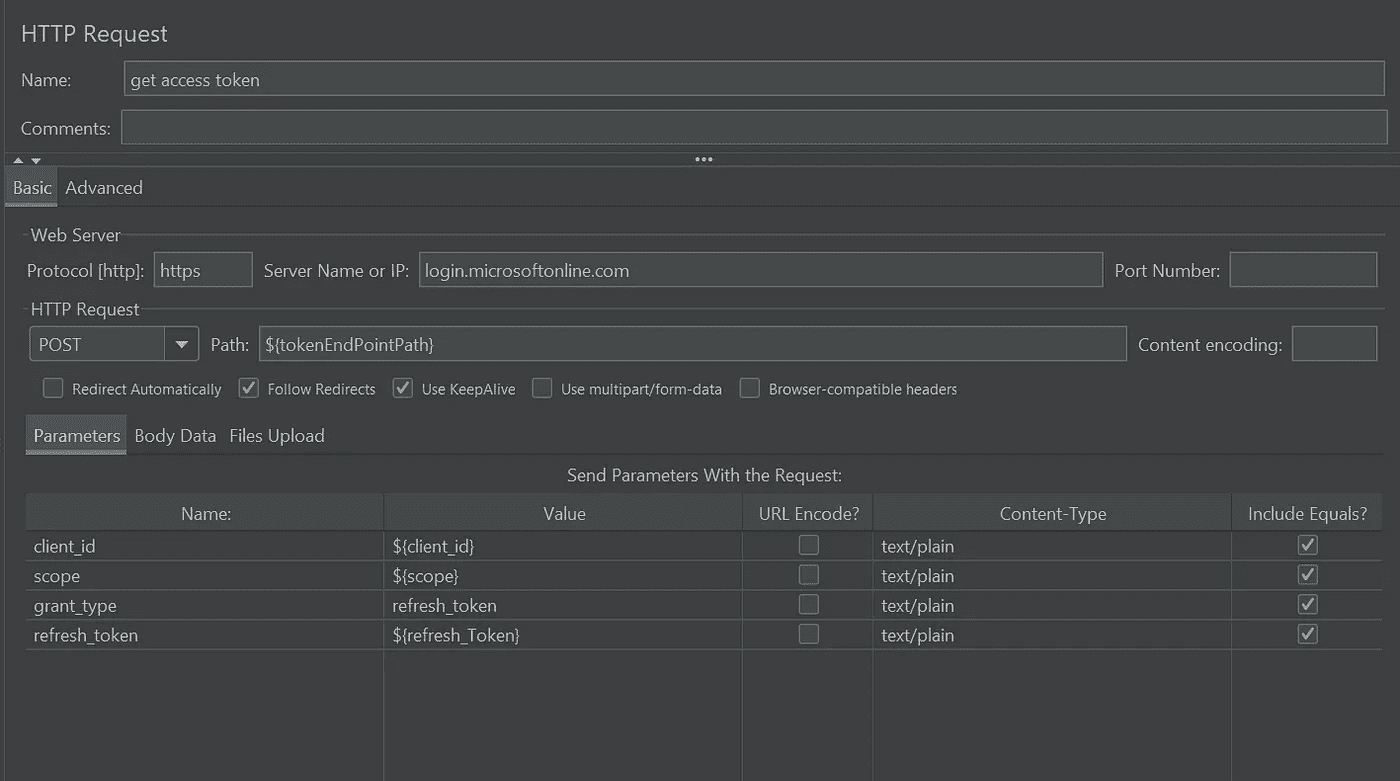 HTTP Request
Name: get access token
Comments:
Basic Advanced
Web Server
Protocol [http]: https Server Name or IP: login.microsoftonline.com Port Number:
HTTP Request
POST Path: ${tokenEndPointPath} Content encoding:
Redirect Automatically Follow Redirects Use KeepAlive Use multipart/form-data Browser-compatible headers
Parameters Body Data Files Upload
Send Parameters With the Request:
Name: Value URL Encode? Content-Type Include Equals?
client_id ${client_id} text/plain
scope ${scope} text/plain
grant_type refresh_token text/plain
refresh_token ${refresh_Token} text/plain